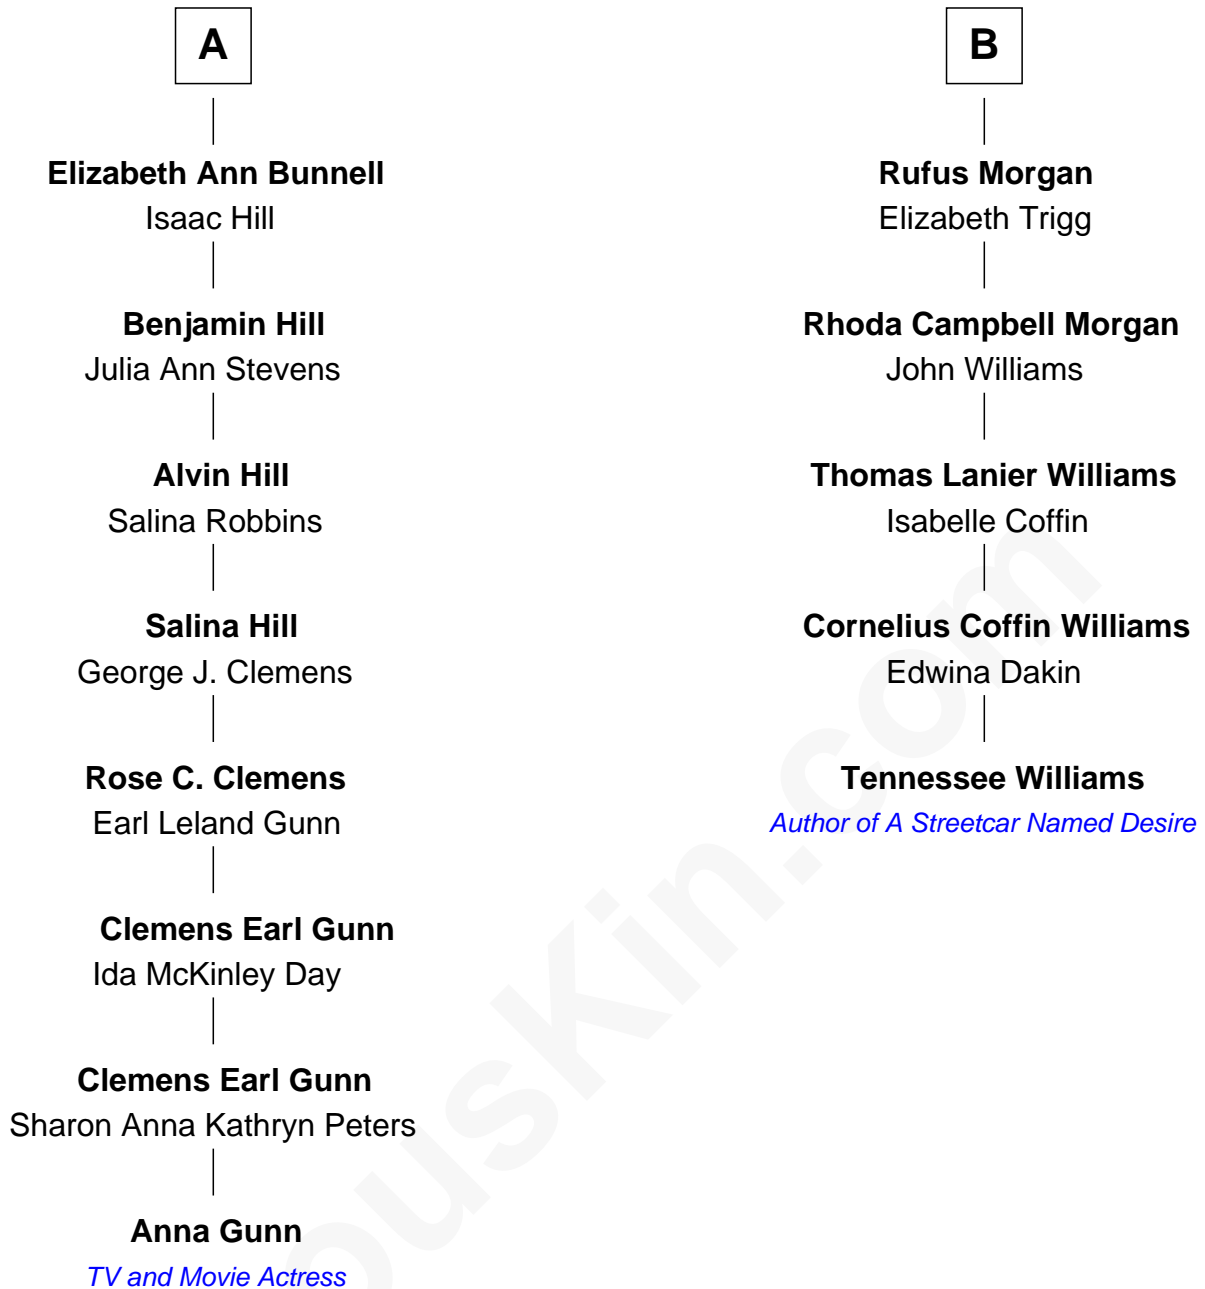 A
Elizabeth Ann Bunnell
Isaac Hill
Benjamin Hill
Julia Ann Stevens
Alvin Hill
Salina Robbins
Salina Hill
George J. Clemens
Rose C. Clemens
Earl Leland Gunn
Clemens Earl Gunn
Ida McKinley Day
Clemens Earl Gunn
Sharon Anna Kathryn Peters
Anna Gunn
TV and Movie Actress
B
Rufus Morgan
Elizabeth Trigg
Rhoda Campbell Morgan
John Williams
Thomas Lanier Williams
Isabelle Coffin
Cornelius Coffin Williams
Edwina Dakin
Tennessee Williams
Author of A Streetcar Named Desire
ousKin.com